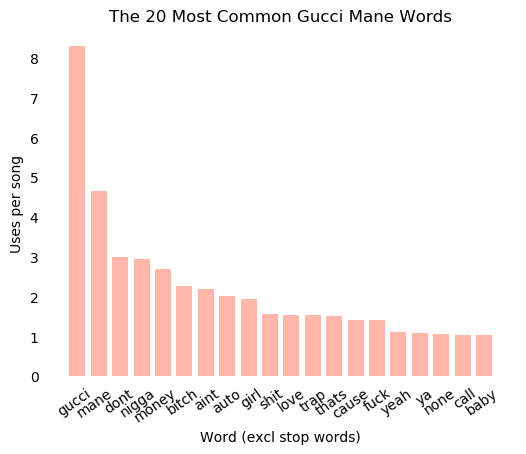 The 20 Most Common Gucci Mane Words
Uses per song
8
7
6
5
4
3
2
1
0
gucci
mane
dont
nigga
money
bitch
aint
auto
girl
shit
love
trap
thats
cause
fuck
yeah
ya
none
call
baby
Word (excl stop words)